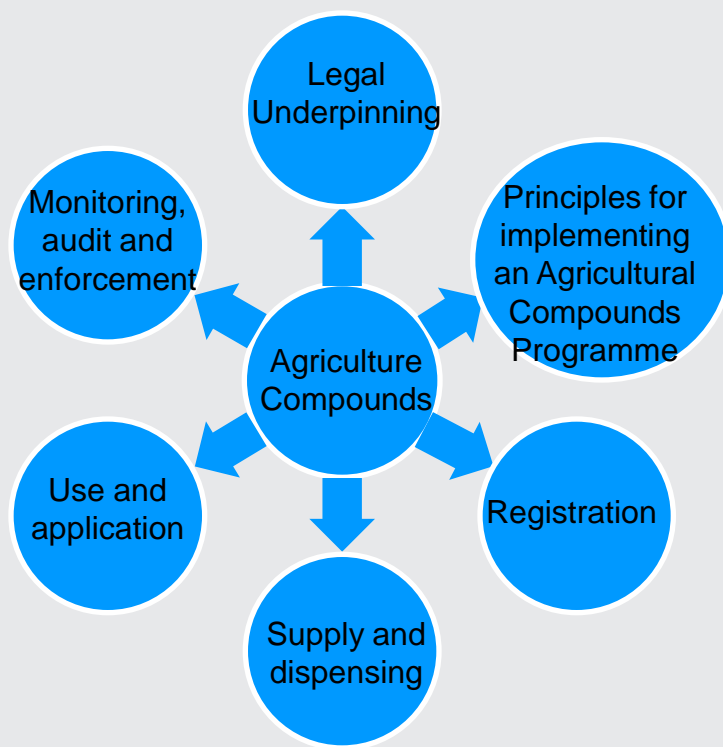 Legal
Underpinning
Principles for
implementing
an Agricultural
Compounds
Programme
Registration
Supply and
dispensing
Use and
application
Monitoring,
audit and
enforcement
Agriculture
Compounds